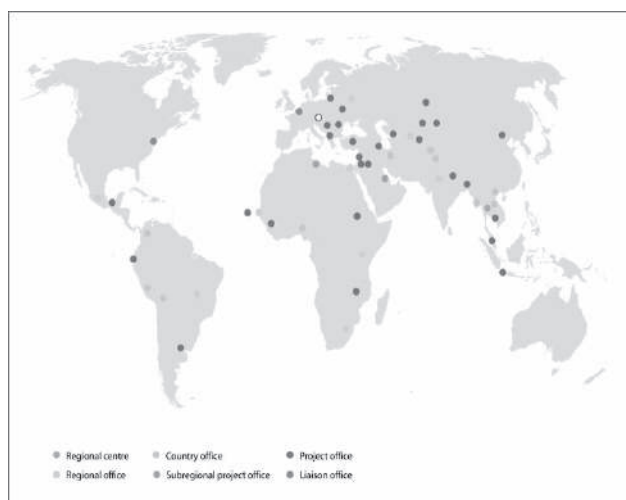 Regional centre
Country office
Project office
Regional office
Subregional project office
Liaison office